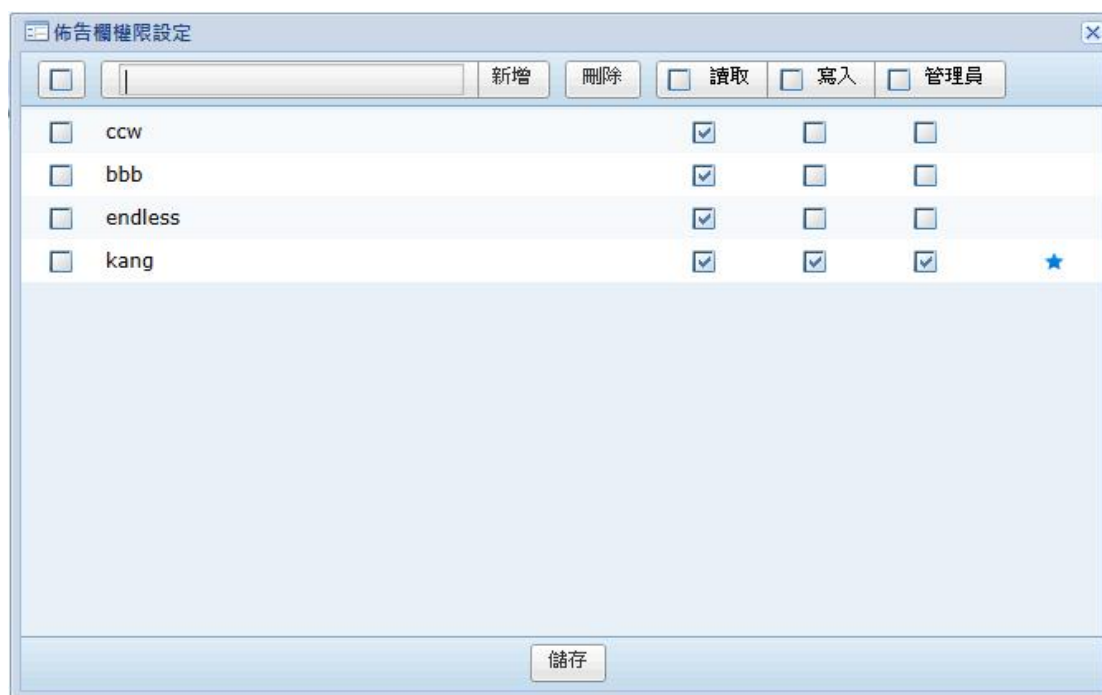 佈告欄權限設定
新增 刪除 讀取 寫入 管理員
ccw
bbb
endless
kang
儲存